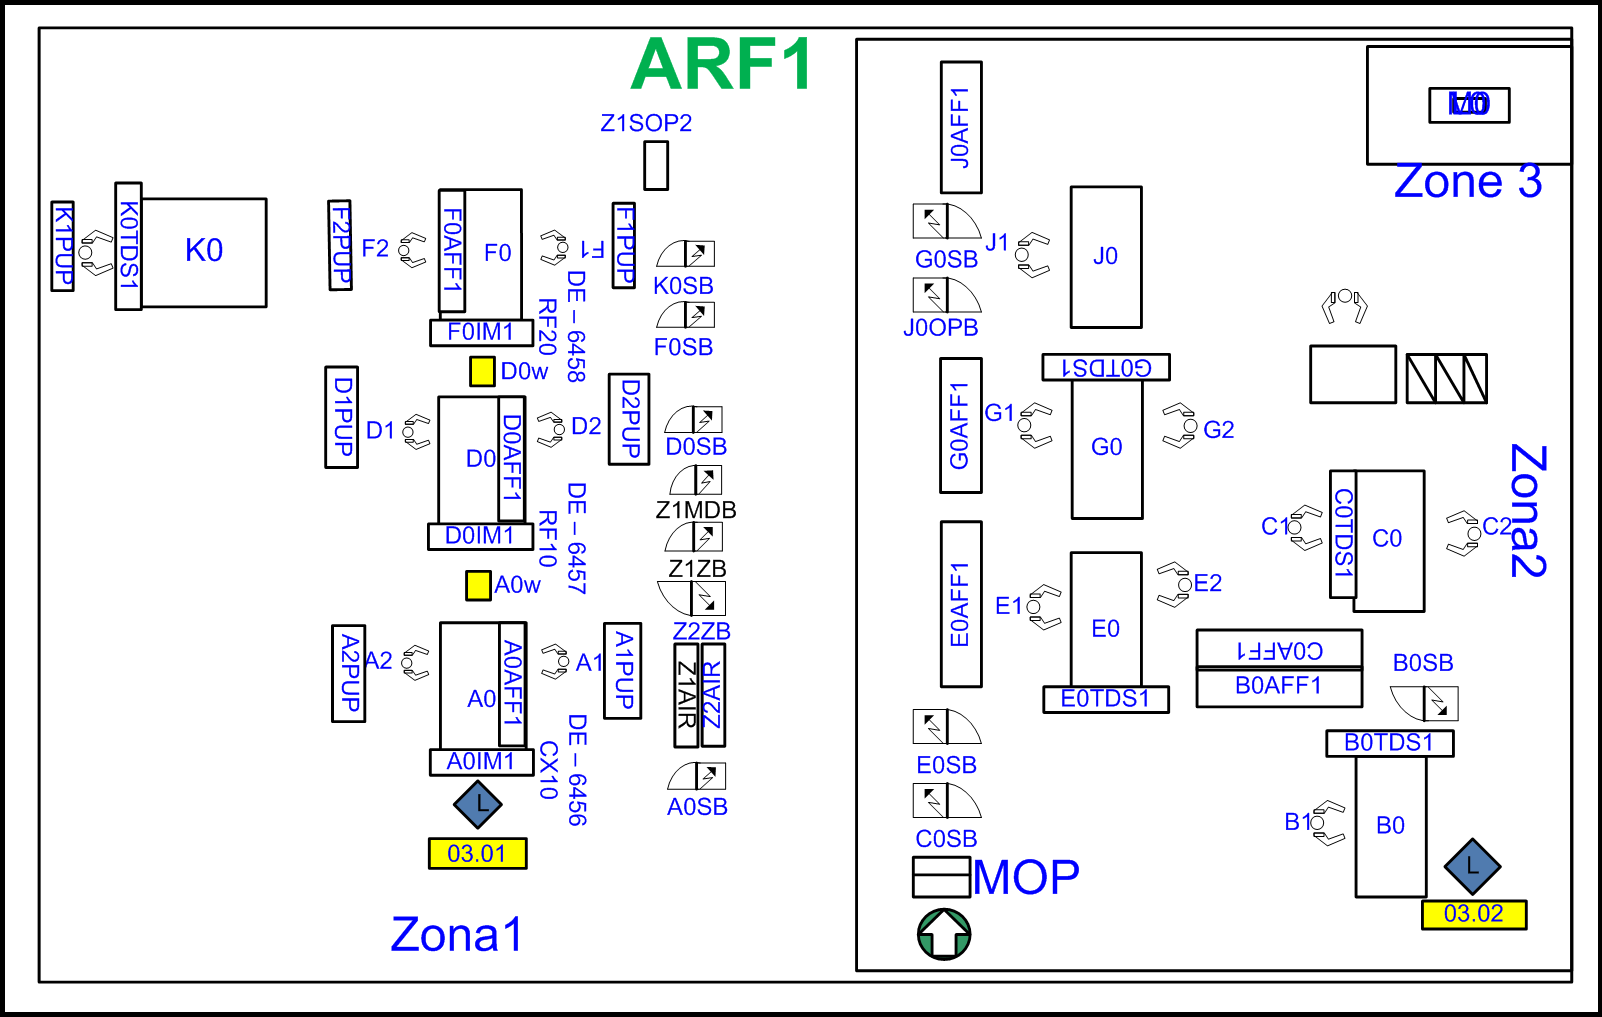 ARF1
Z1SOP2
K1PUP
K0TDS1
K0
F2PUP
F2
F0AFF1
F0
F1
F1PUP
F0IM1
RF20
DE – 6458
K0SB
F0SB
D0w
D1PUP
D1
D0
D0AFF1
D2
D2PUP
D0IM1
RF10
DE – 6457
D0SB
Z1MDB
Z1ZB
Z2ZB
A0w
A2PUP
A2
A0
A0AFF1
A1
A1PUP
A0IM1
CX10
DE – 6456
Z1AIR
Z2AIR
A0SB
L
03.01
Zona1
J0AFF1
G0SB
J0OPB
J1
J0
Zone 3
G0TDS1
G0AFF1
G1
G0
G2
E0AFF1
E1
E0
E2
E0TDS1
C1
C0TDS1
C0
C2
Zona2
C0AFF1
B0AFF1
B0SB
B0TDS1
B1
B0
E0SB
C0SB
MOP
L
03.02